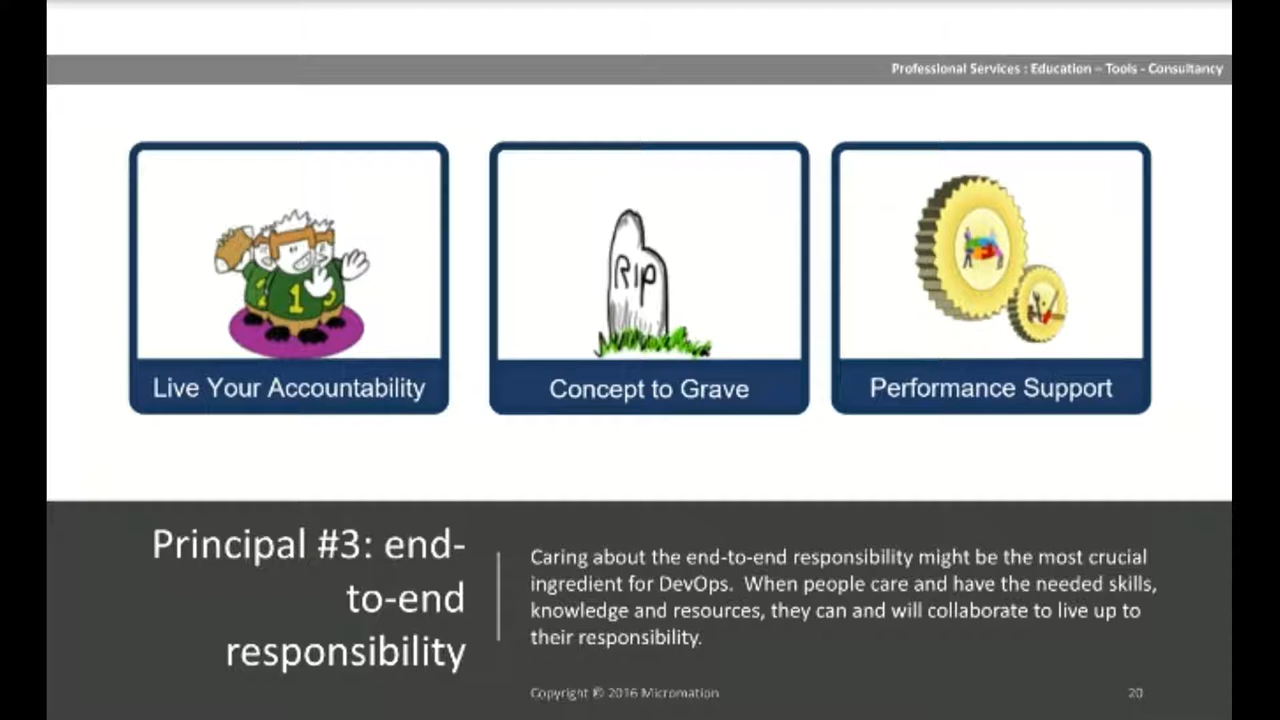 Professional Services : Education – Tools - Consultancy
1
RIP
Live Your Accountability
Concept to Grave
Performance Support
Principal #3: end-
to-end
responsibility
Caring about the end-to-end responsibility might be the most crucial
ingredient for DevOps.  When people care and have the needed skills,
knowledge and resources, they can and will collaborate to live up to
their responsibility.
Copyright © 2016 Micromation
20